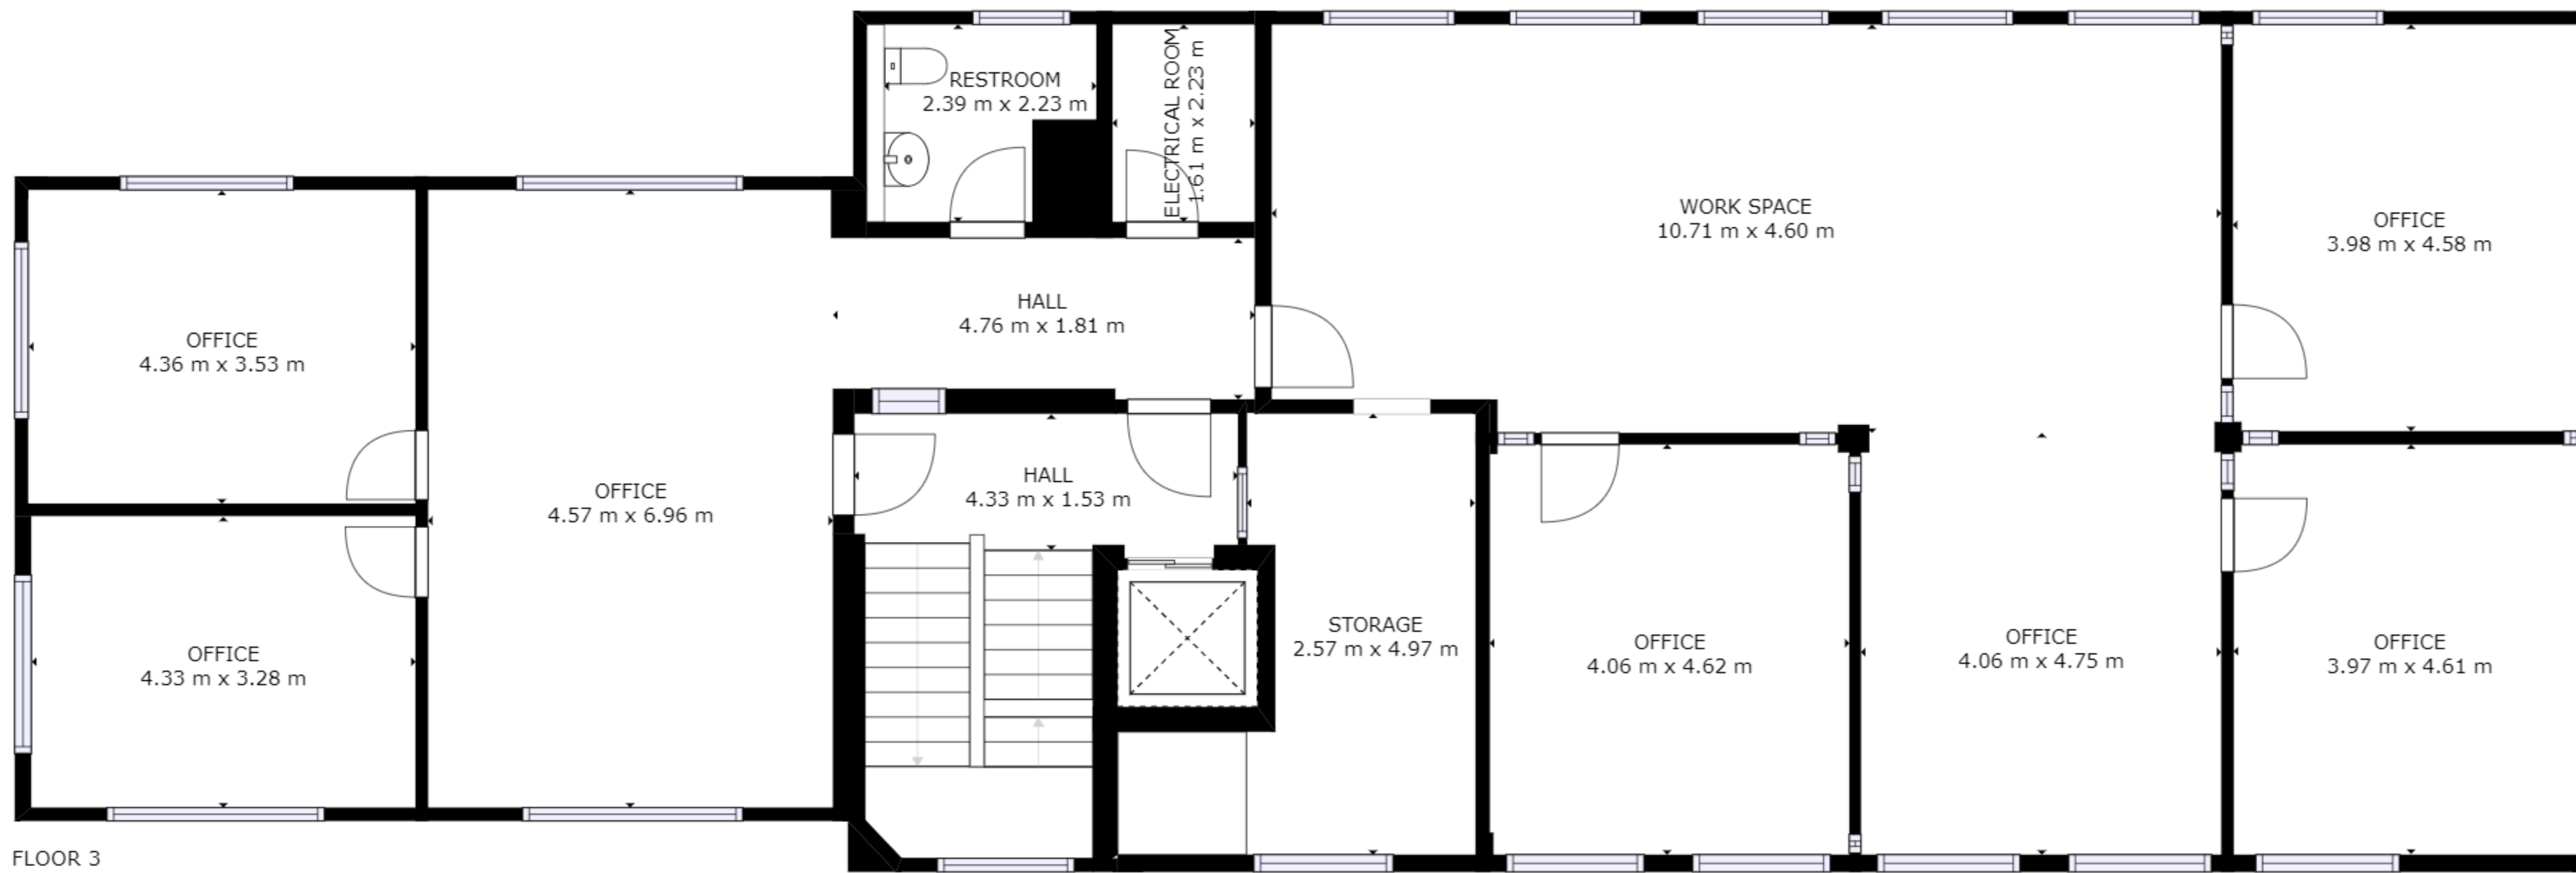 RESTROOM
2.39 m x 2.23 m
ELECTRICAL ROOM
1.61 m x 2.23 m
WORK SPACE
10.71 m x 4.60 m
OFFICE
3.98 m x 4.58 m
HALL
4.76 m x 1.81 m
OFFICE
4.36 m x 3.53 m
OFFICE
4.57 m x 6.96 m
HALL
4.33 m x 1.53 m
OFFICE
4.33 m x 3.28 m
STORAGE
2.57 m x 4.97 m
OFFICE
4.06 m x 4.62 m
OFFICE
4.06 m x 4.75 m
OFFICE
3.97 m x 4.61 m
FLOOR 3